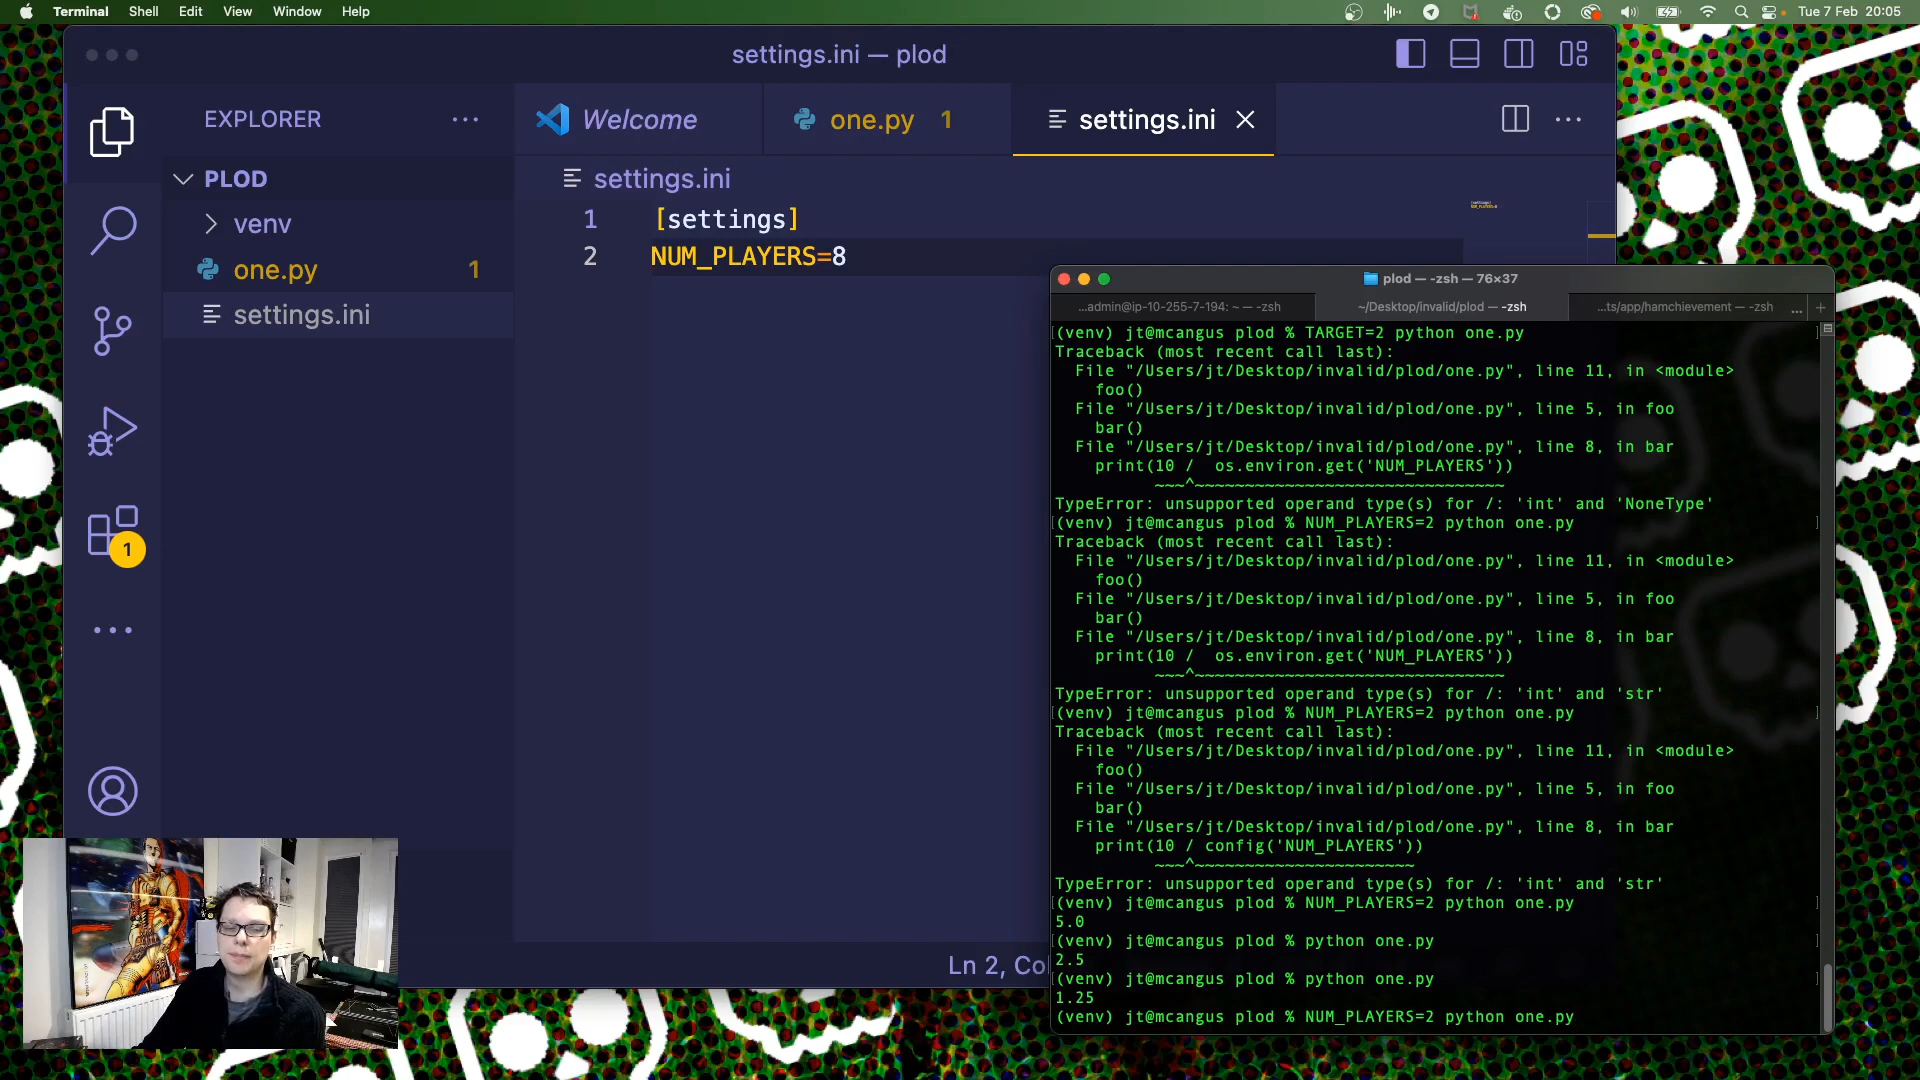 Terminal Shell Edit View Window Help
Tue 7 Feb 20:05
settings.ini — plod
EXPLORER
Welcome
one.py 1
settings.ini
PLOD
venv
one.py 1
settings.ini
settings.ini
1 [settings]
2 NUM_PLAYERS=8
1
Ln 2, Co
plod — -zsh — 76×37
...admin@ip-10-255-7-194: ~ — -zsh
~/Desktop/invalid/plod — -zsh
...ts/app/hamchievement — -zsh ...
(venv) jt@mcangus plod % TARGET=2 python one.py
Traceback (most recent call last):
File "/Users/jt/Desktop/invalid/plod/one.py", line 11, in <module>
foo()
File "/Users/jt/Desktop/invalid/plod/one.py", line 5, in foo
bar()
File "/Users/jt/Desktop/invalid/plod/one.py", line 8, in bar
print(10 /  os.environ.get('NUM_PLAYERS'))
~~~^~~~~~~~~~~~~~~~~~~~~~~~~~~~~~~~
TypeError: unsupported operand type(s) for /: 'int' and 'NoneType'
(venv) jt@mcangus plod % NUM_PLAYERS=2 python one.py
Traceback (most recent call last):
File "/Users/jt/Desktop/invalid/plod/one.py", line 11, in <module>
foo()
File "/Users/jt/Desktop/invalid/plod/one.py", line 5, in foo
bar()
File "/Users/jt/Desktop/invalid/plod/one.py", line 8, in bar
print(10 /  os.environ.get('NUM_PLAYERS'))
~~~^~~~~~~~~~~~~~~~~~~~~~~~~~~~~~~~
TypeError: unsupported operand type(s) for /: 'int' and 'str'
(venv) jt@mcangus plod % NUM_PLAYERS=2 python one.py
Traceback (most recent call last):
File "/Users/jt/Desktop/invalid/plod/one.py", line 11, in <module>
foo()
File "/Users/jt/Desktop/invalid/plod/one.py", line 5, in foo
bar()
File "/Users/jt/Desktop/invalid/plod/one.py", line 8, in bar
print(10 / config('NUM_PLAYERS'))
~~~^~~~~~~~~~~~~~~~~~~~~~~
TypeError: unsupported operand type(s) for /: 'int' and 'str'
(venv) jt@mcangus plod % NUM_PLAYERS=2 python one.py
5.0
(venv) jt@mcangus plod % python one.py
2.5
(venv) jt@mcangus plod % python one.py
1.25
(venv) jt@mcangus plod % NUM_PLAYERS=2 python one.py